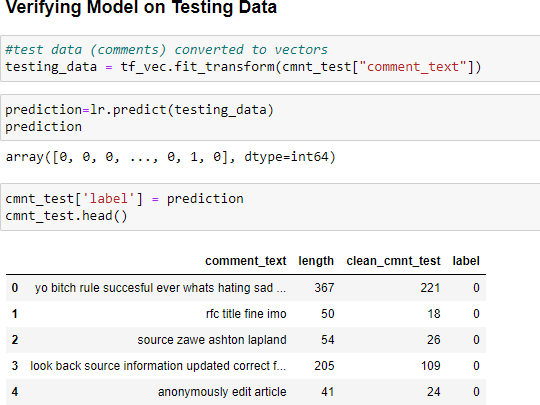 Verifying Model on Testing Data
#test data (comments) converted to vectors
testing_data = tf_vec.fit_transform(cmnt_test["comment_text"])
prediction=lr.predict(testing_data)
prediction
array([0, 0, 0, ..., 0, 1, 0], dtype=int64)
cmnt_test['label'] = prediction
cmnt_test.head()
comment_text length clean_cmnt_test label
0 yo bitch rule succesful ever whats hating sad ... 367 221 0
1 rfc title fine imo 50 18 0
2 source zawe ashton lapland 54 26 0
3 look back source information updated correct f... 205 109 0
4 anonymously edit article 41 24 0